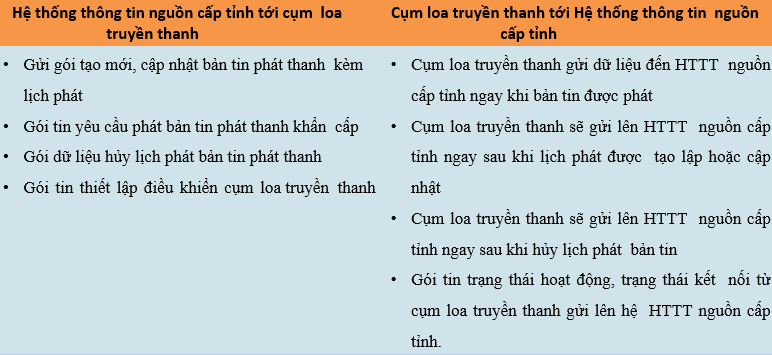 Hệ thống thông tin nguồn cấp tỉnh tới cụm loa
truyền thanh
• Gửi gói tạo mới, cập nhật bản tin phát thanh kèm
lịch phát
• Gói tin yêu cầu phát bản tin phát thanh khẩn cấp
• Gói dữ liệu hủy lịch phát bản tin phát thanh
• Gói tin thiết lập điều khiển cụm loa truyền thanh
Cụm loa truyền thanh tới Hệ thống thông tin nguồn
cấp tỉnh
• Cụm loa truyền thanh gửi dữ liệu đến HTTT nguồn
cấp tỉnh ngay khi bản tin được phát
• Cụm loa truyền thanh sẽ gửi lên HTTT nguồn cấp
tỉnh ngay sau khi lịch phát được tạo lập hoặc cập
nhật
• Cụm loa truyền thanh sẽ gửi lên HTTT nguồn cấp
tỉnh ngay sau khi hủy lịch phát bản tin
• Gói tin trạng thái hoạt động, trạng thái kết nối từ
cụm loa truyền thanh gửi lên hệ HTTT nguồn cấp
tỉnh.